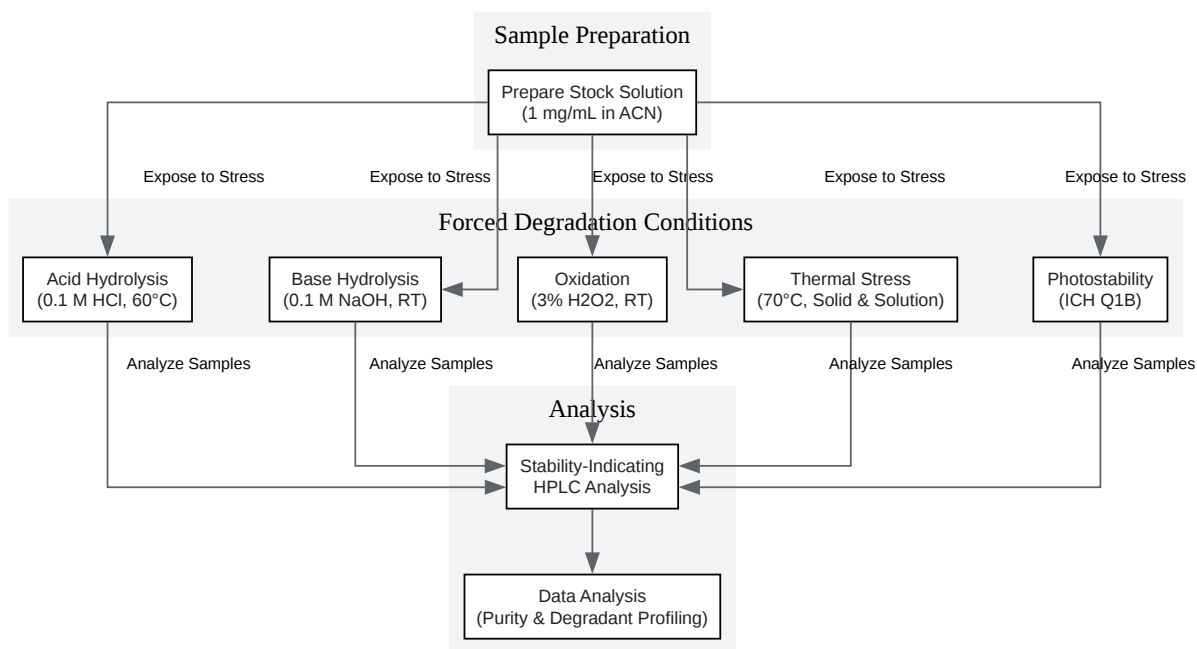 Sample Preparation
Prepare Stock Solution
(1 mg/mL in ACN)
Expose to Stress
Expose to Stress
Expose to Stress
Expose to Stress
Expose to Stress
Forced Degradation Conditions
Acid Hydrolysis
(0.1 M HCl, 60°C)
Base Hydrolysis
(0.1 M NaOH, RT)
Oxidation
(3% H2O2, RT)
Thermal Stress
(70°C, Solid & Solution)
Photostability
(ICH Q1B)
Analyze Samples
Analyze Samples
Analyze Samples
Analyze Samples
Analyze Samples
Analysis
Stability-Indicating
HPLC Analysis
Data Analysis
(Purity & Degradant Profiling)